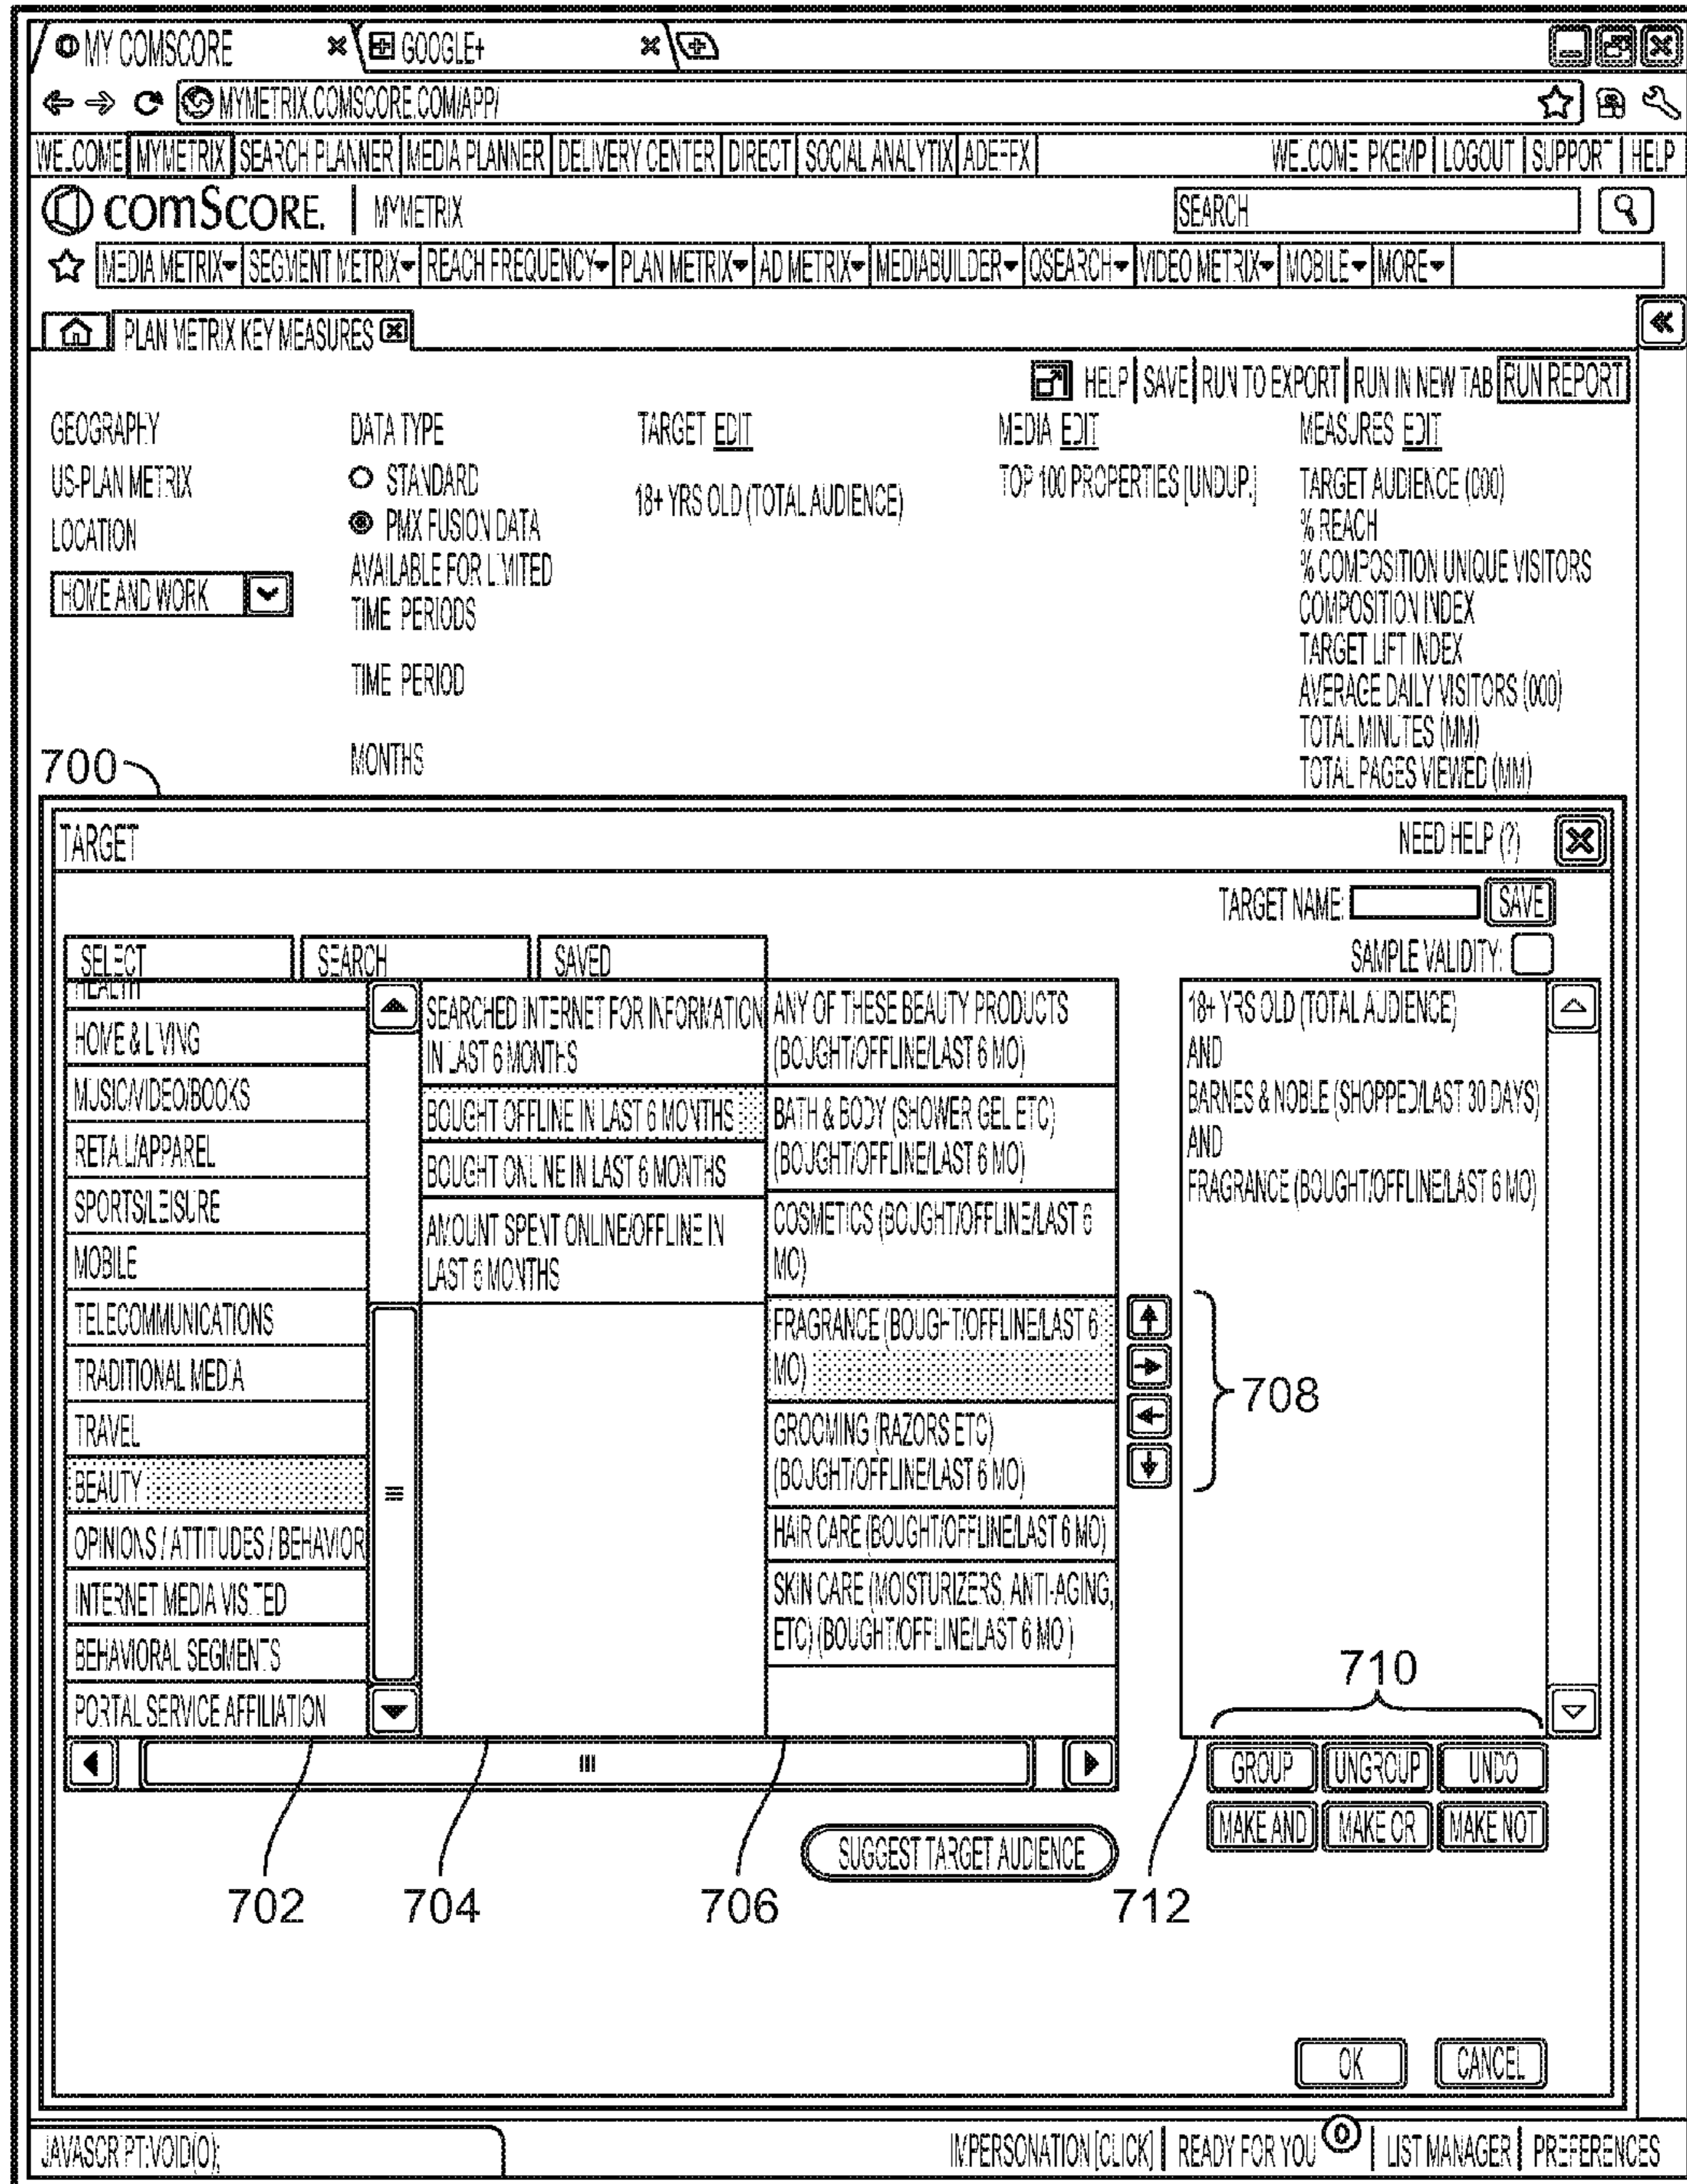 MY COMSCORE
GOOGLE+
MYMETRIX.COMSCORE.COM/APP/
WELCOME MYMETRIX SEARCH PLANNER MEDIA PLANNER DELIVERY CENTER DIRECT SOCIAL ANALYTIX ADEFFX WELCOME PKEMP LOGOUT SUPPORT HELP
comSCORE. MYMETRIX SEARCH
MEDIA METRIX SEGMENT METRIX REACH FREQUENCY PLAN METRIX AD METRIX MEDIABUILDER QSEARCH VIDEO METRIX MOBILE MORE
PLAN METRIX KEY MEASURES
HELP SAVE RUN TO EXPORT RUN IN NEW TAB RUN REPORT
GEOGRAPHY
US-PLAN METRIX
LOCATION
HOME AND WORK
DATA TYPE
STANDARD
PMX FUSION DATA
AVAILABLE FOR LIMITED
TIME PERIODS
TIME PERIOD
MONTHS
TARGET EDIT
18+ YRS OLD (TOTAL AUDIENCE)
MEDIA EDIT
TOP 100 PROPERTIES [UNDUP.]
MEASURES EDIT
TARGET AUDIENCE (000)
% REACH
% COMPOSITION UNIQUE VISITORS
COMPOSITION INDEX
TARGET LIFT INDEX
AVERAGE DAILY VISITORS (000)
TOTAL MINUTES (MM)
TOTAL PAGES VIEWED (MM)
700
TARGET
NEED HELP (?)
TARGET NAME: SAVE
SAMPLE VALIDITY:
SELECT SEARCH SAVED
HEALTH
HOME & LIVING
MUSIC/VIDEO/BOOKS
RETAIL/APPAREL
SPORTS/LEISURE
MOBILE
TELECOMMUNICATIONS
TRADITIONAL MEDIA
TRAVEL
BEAUTY
OPINIONS / ATTITUDES / BEHAVIOR
INTERNET MEDIA VISITED
BEHAVIORAL SEGMENTS
PORTAL SERVICE AFFILIATION
SEARCHED INTERNET FOR INFORMATION
IN LAST 6 MONTHS
BOUGHT OFFLINE IN LAST 6 MONTHS
BOUGHT ONLINE IN LAST 6 MONTHS
AMOUNT SPENT ONLINE/OFFLINE IN
LAST 6 MONTHS
ANY OF THESE BEAUTY PRODUCTS
(BOUGHT/OFFLINE/LAST 6 MO)
BATH & BODY (SHOWER GEL ETC)
(BOUGHT/OFFLINE/LAST 6 MO)
COSMETICS (BOUGHT/OFFLINE/LAST 6
MO)
FRAGRANCE (BOUGHT/OFFLINE/LAST 6
MO)
GROOMING (RAZORS ETC)
(BOUGHT/OFFLINE/LAST 6 MO)
HAIR CARE (BOUGHT/OFFLINE/LAST 6 MO)
SKIN CARE (MOISTURIZERS, ANTI-AGING,
ETC) (BOUGHT/OFFLINE/LAST 6 MO )
18+ YRS OLD (TOTAL AUDIENCE)
AND
BARNES & NOBLE (SHOPPED/LAST 30 DAYS)
AND
FRAGRANCE (BOUGHT/OFFLINE/LAST 6 MO)
708
710
GROUP UNGROUP UNDO
MAKE AND MAKE OR MAKE NOT
SUGGEST TARGET AUDIENCE
702 704 706 712
OK CANCEL
JAVASCRIPT:VOID(O); IMPERSONATION [CLICK] READY FOR YOU 0 LIST MANAGER PREFERENCES